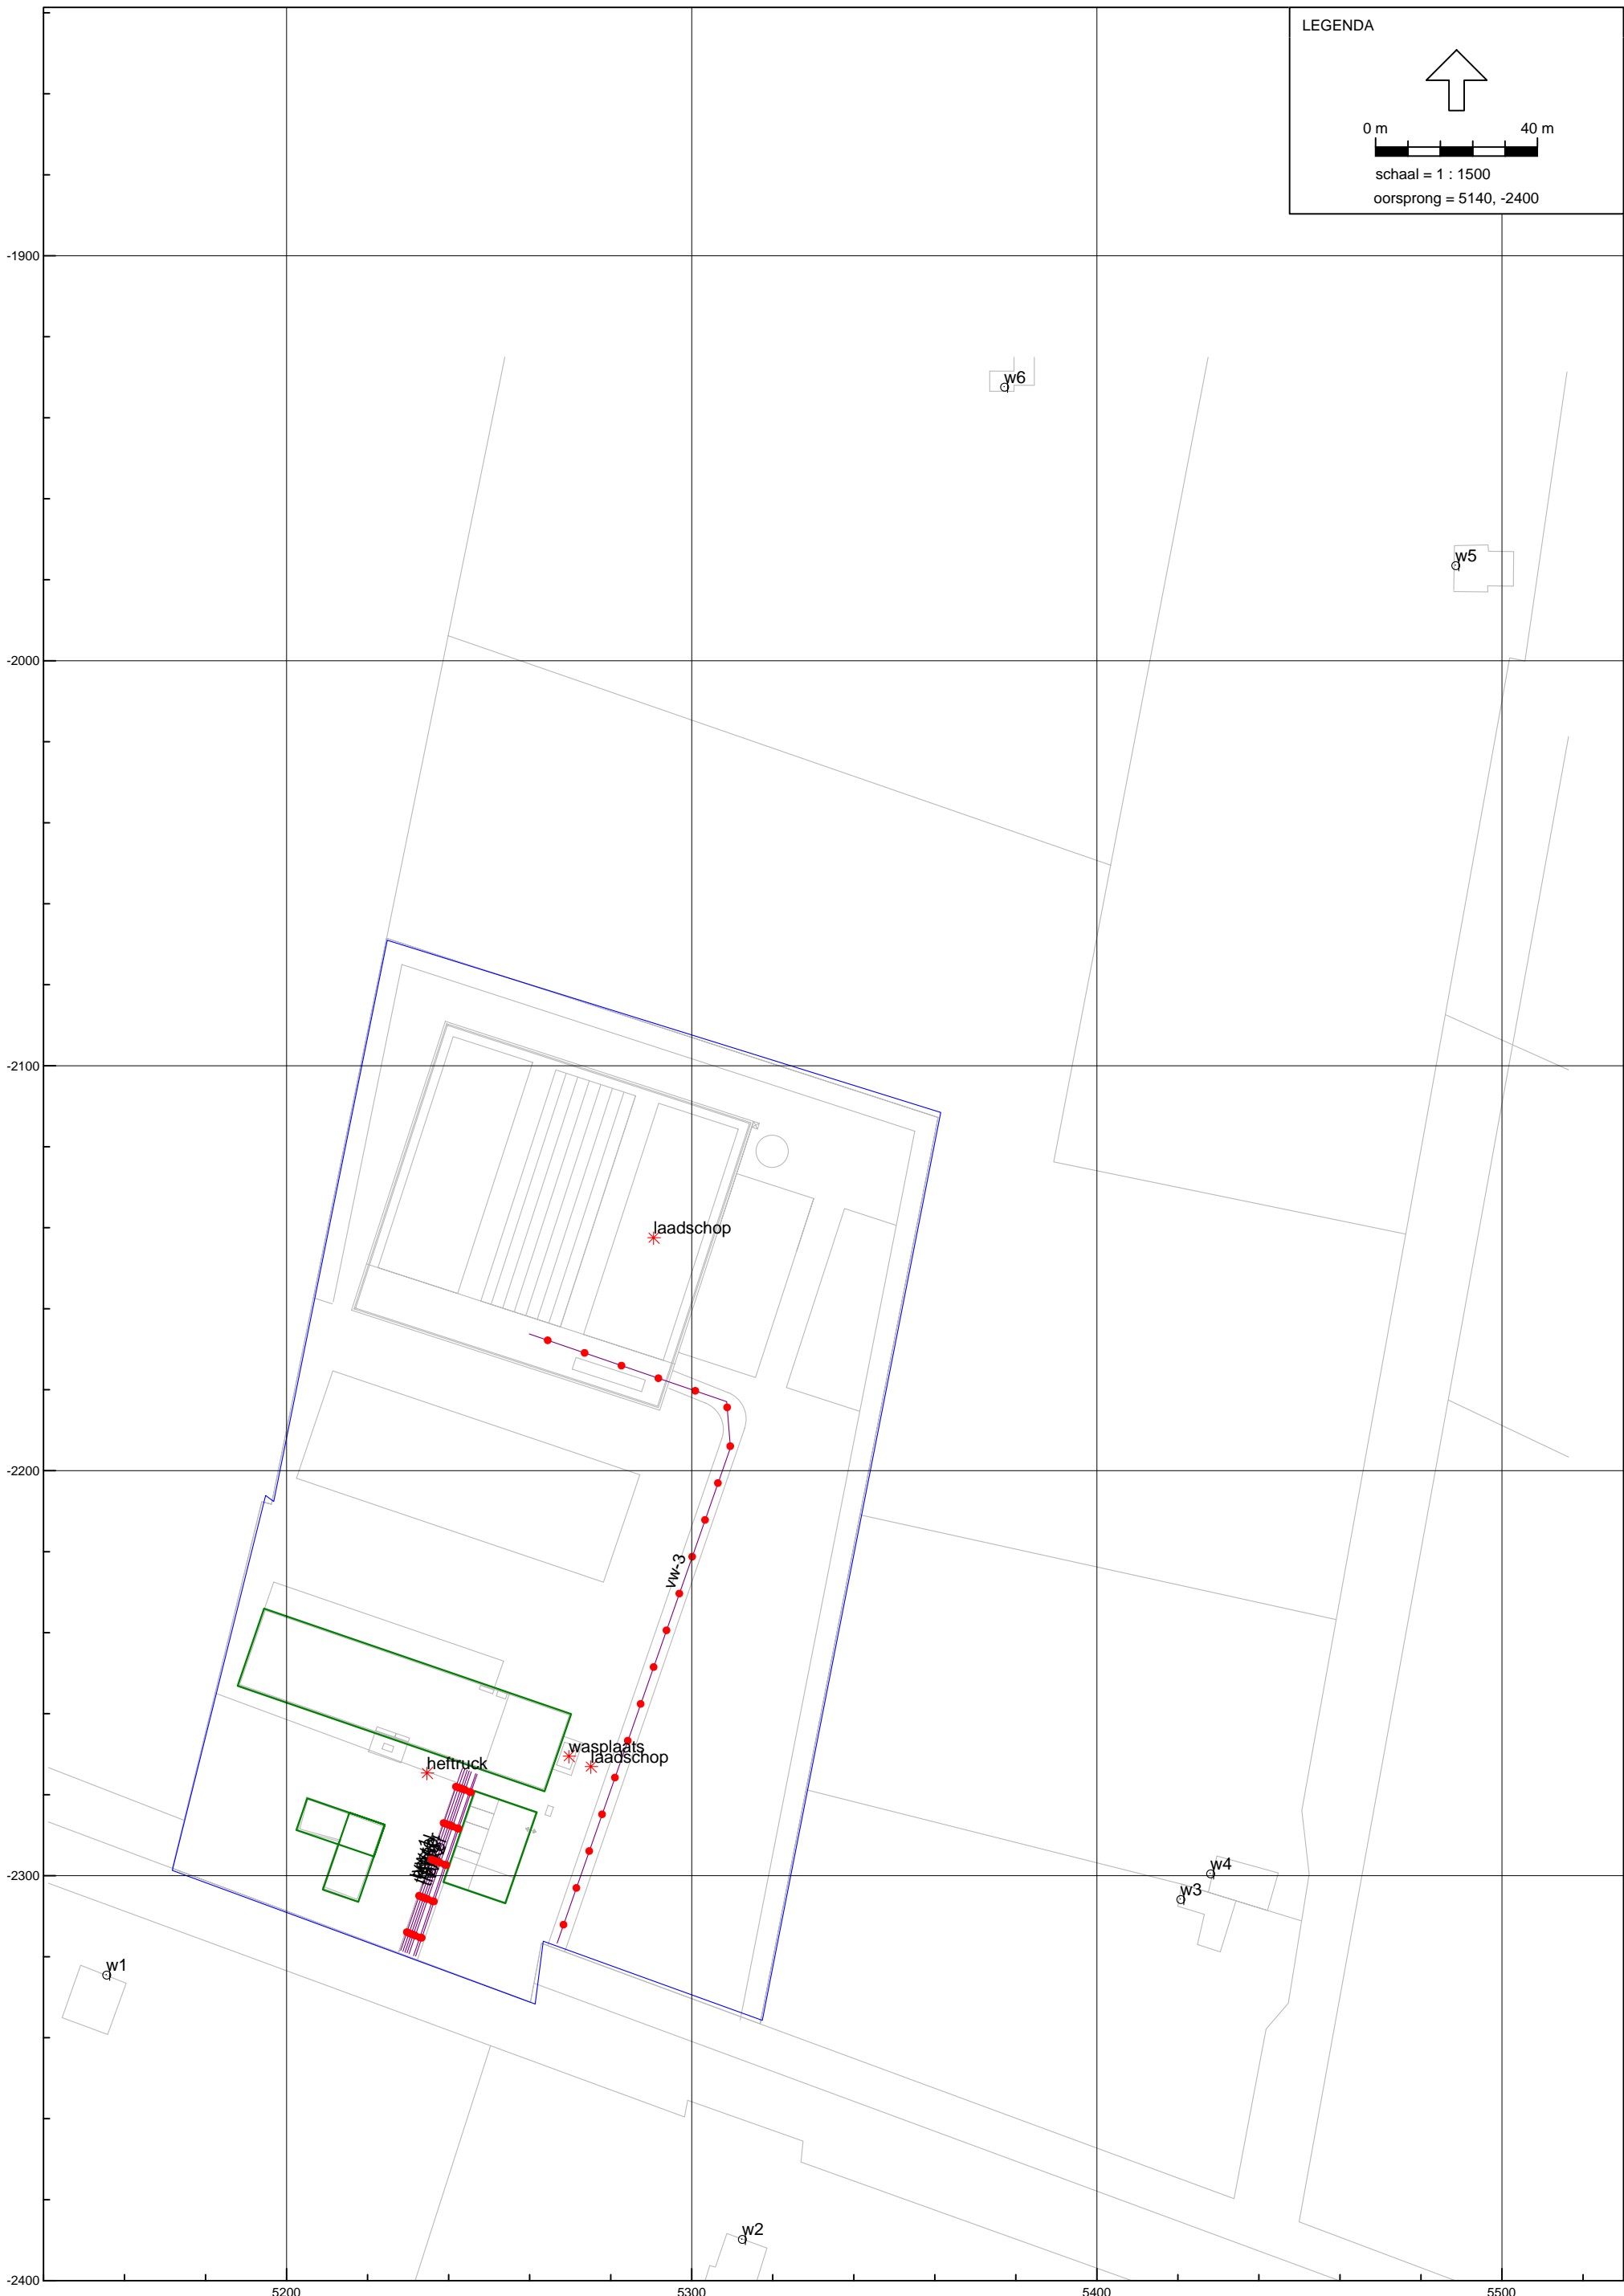 LEGENDA
0 m 40 m
schaal = 1 : 1500
oorsprong = 5140, -2400
-1900
w6
w5
-2000
-2100
laadschop
-2200
vw-3
wasplaats
laadschop
heftruck
-2300
w4
w3
w1
w2
-2400
5200 5300 5400 5500